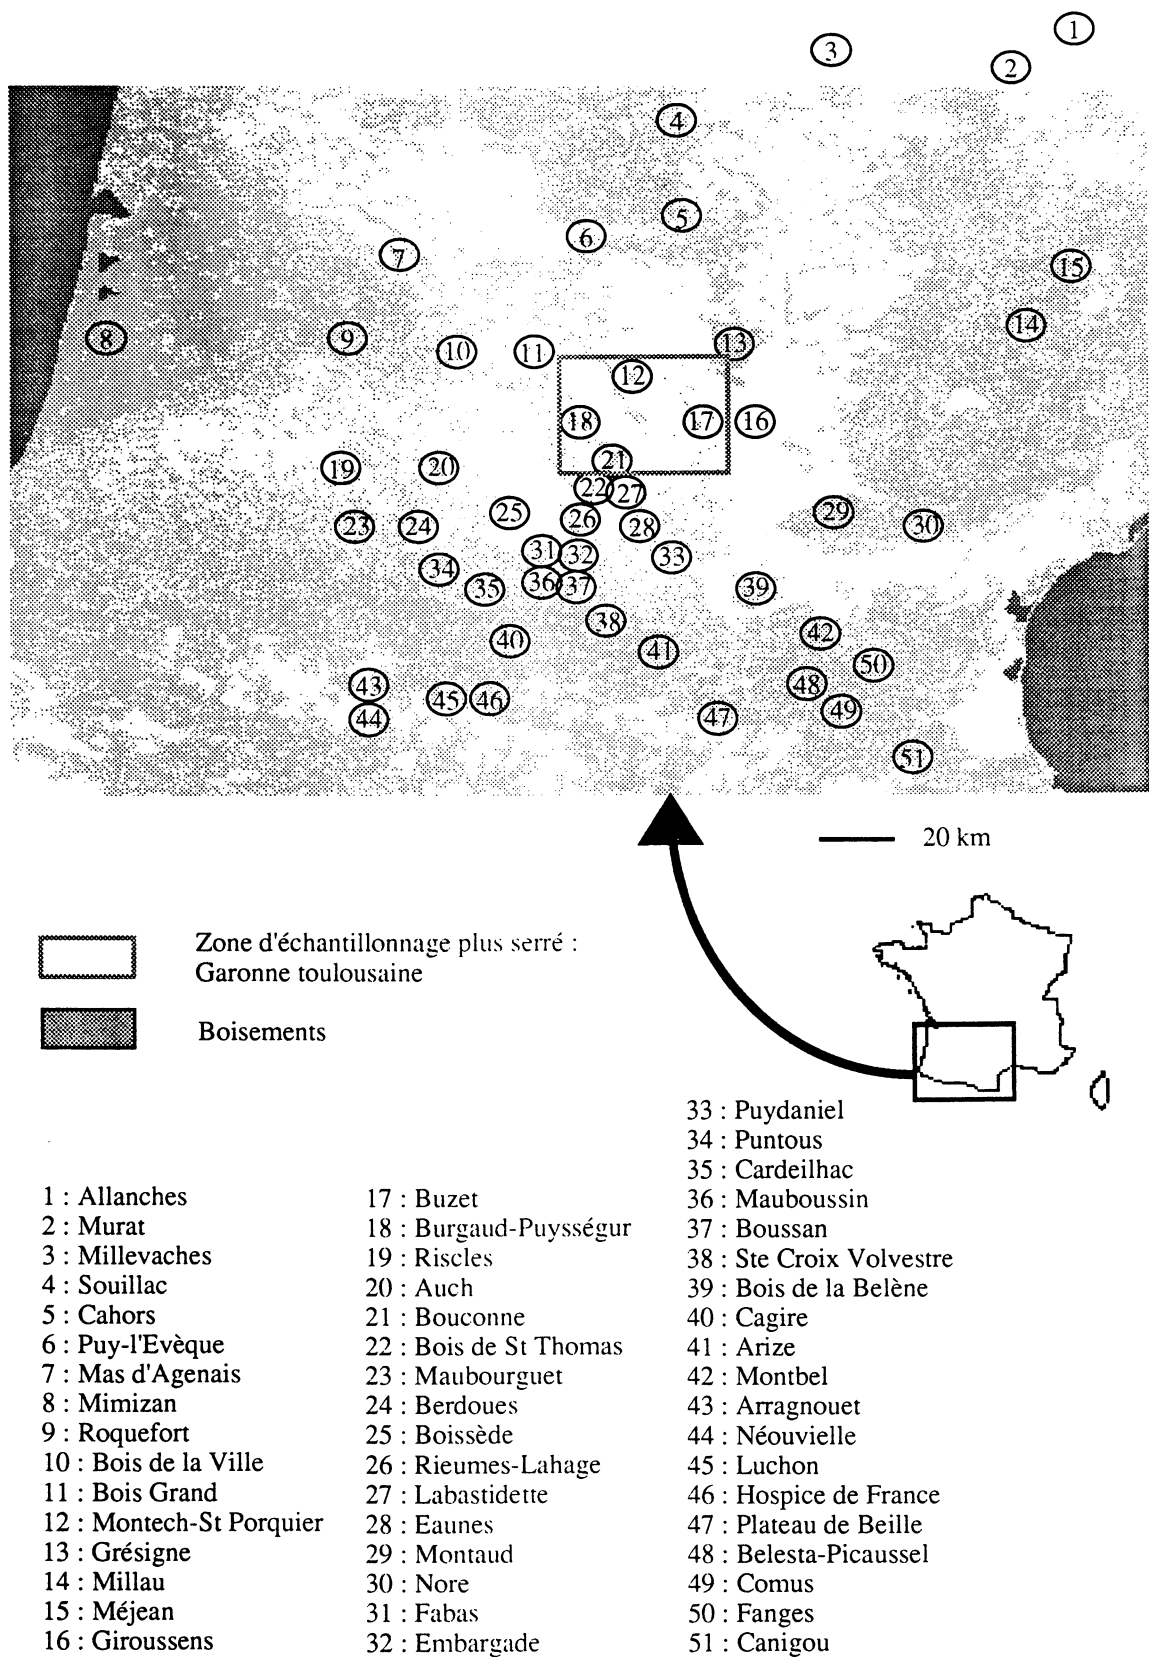 1
3
2
4
5
6
7
15
14
8
9
10
11
13
12
18
17
16
21
19
20
22
27
25
26
28
29
30
23
24
31
32
33
34
35
36
37
39
38
40
41
42
50
43
45
46
48
44
47
49
51
20 km
Zone d'échantillonnage plus serré :
Garonne toulousaine
Boisements
1 : Allanches
2 : Murat
3 : Millevaches
4 : Souillac
5 : Cahors
6 : Puy-l'Evèque
7 : Mas d'Agenais
8 : Mimizan
9 : Roquefort
10 : Bois de la Ville
11 : Bois Grand
12 : Montech-St Porquier
13 : Grésigne
14 : Millau
15 : Méjean
16 : Giroussens
17 : Buzet
18 : Burgaud-Puysségur
19 : Riscles
20 : Auch
21 : Bouconne
22 : Bois de St Thomas
23 : Maubourguet
24 : Berdoues
25 : Boissède
26 : Rieumes-Lahage
27 : Labastidette
28 : Eaunes
29 : Montaud
30 : Nore
31 : Fabas
32 : Embargade
33 : Puydaniel
34 : Puntous
35 : Cardeilhac
36 : Mauboussin
37 : Boussan
38 : Ste Croix Volvestre
39 : Bois de la Belène
40 : Cagire
41 : Arize
42 : Montbel
43 : Arragnouet
44 : Néouvielle
45 : Luchon
46 : Hospice de France
47 : Plateau de Beille
48 : Belesta-Picaussel
49 : Comus
50 : Fanges
51 : Canigou